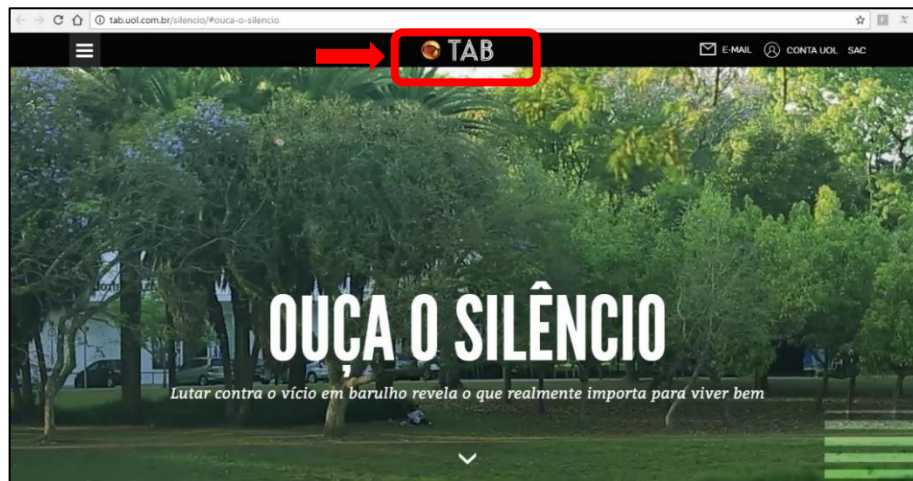 tab.uol.com.br/silencio/#ouca-o-silencio
TAB
E-MAIL CONTA UOL SAC
OUÇA O SILÊNCIO
Lutar contra o vício em barulho revela o que realmente importa para viver bem